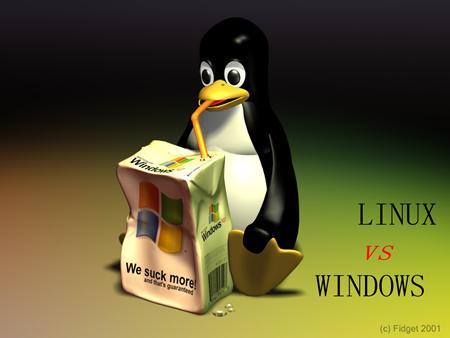 Windows
Windows
We suck more!
and that's guaranteed
LINUX
VS
WINDOWS
(c) Fidget 2001